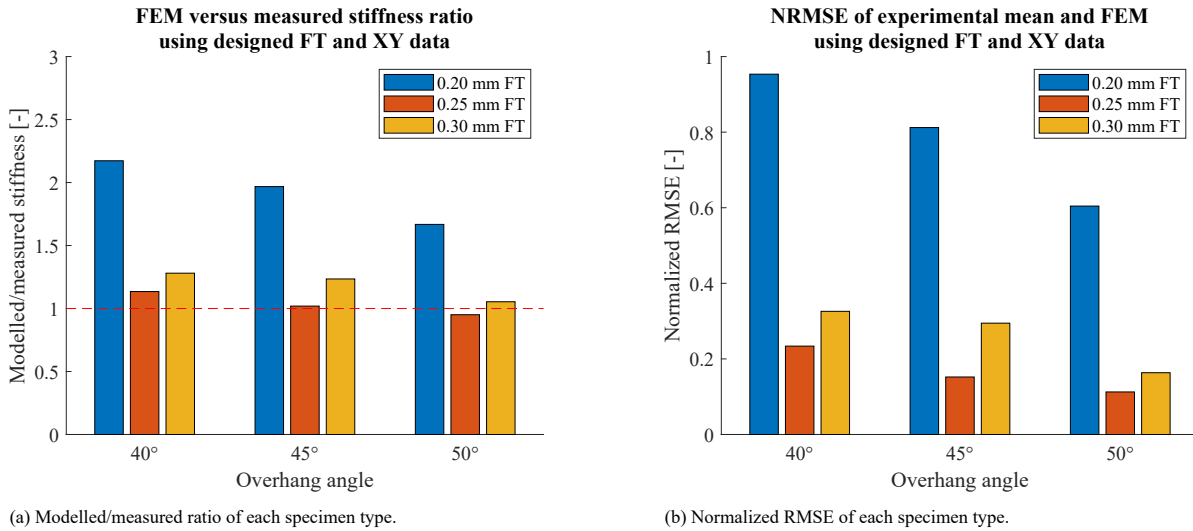 FEM versus measured stiffness ratio
using designed FT and XY data
3
2.5
2
1.5
1
0.5
0
Modelled/measured stiffness [-]
0.20 mm FT
0.25 mm FT
0.30 mm FT
40°
45°
50°
Overhang angle
(a) Modelled/measured ratio of each specimen type.
NRMSE of experimental mean and FEM
using designed FT and XY data
1
0.8
0.6
0.4
0.2
0
Normalized RMSE [-]
0.20 mm FT
0.25 mm FT
0.30 mm FT
40°
45°
50°
Overhang angle
(b) Normalized RMSE of each specimen type.